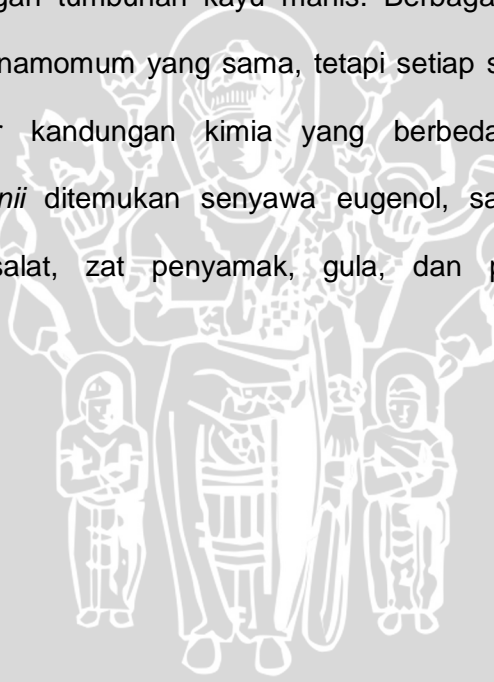 gan tumbuhan kayu manis. Berbaga
namomum yang sama, tetapi setiap s
r kandungan kimia yang berbeda
nii ditemukan senyawa eugenol, sa
salat, zat penyamak, gula, dan p